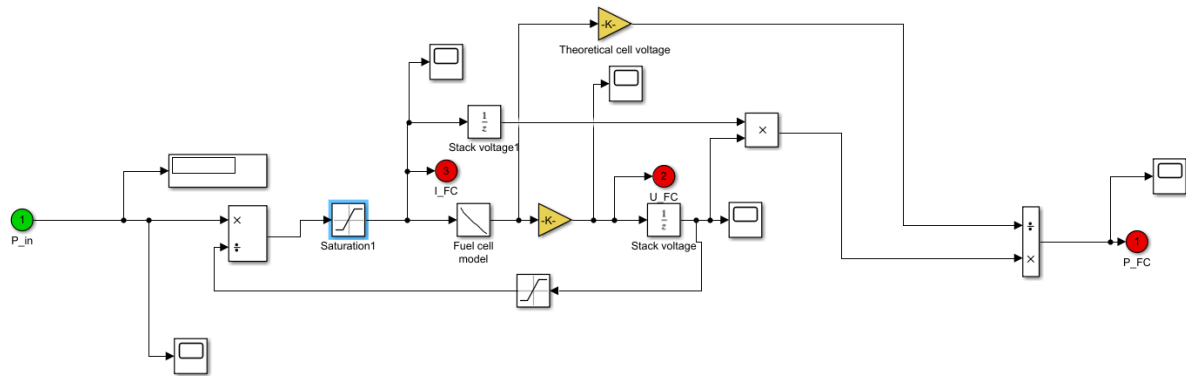 -K-
Theoretical cell voltage
1
z
Stack voltage1
×
3
I_FC
2
U_FC
1
P_in
×
÷
Saturation1
Fuel cell
model
-K-
1
z
Stack voltage
÷
×
1
P_FC